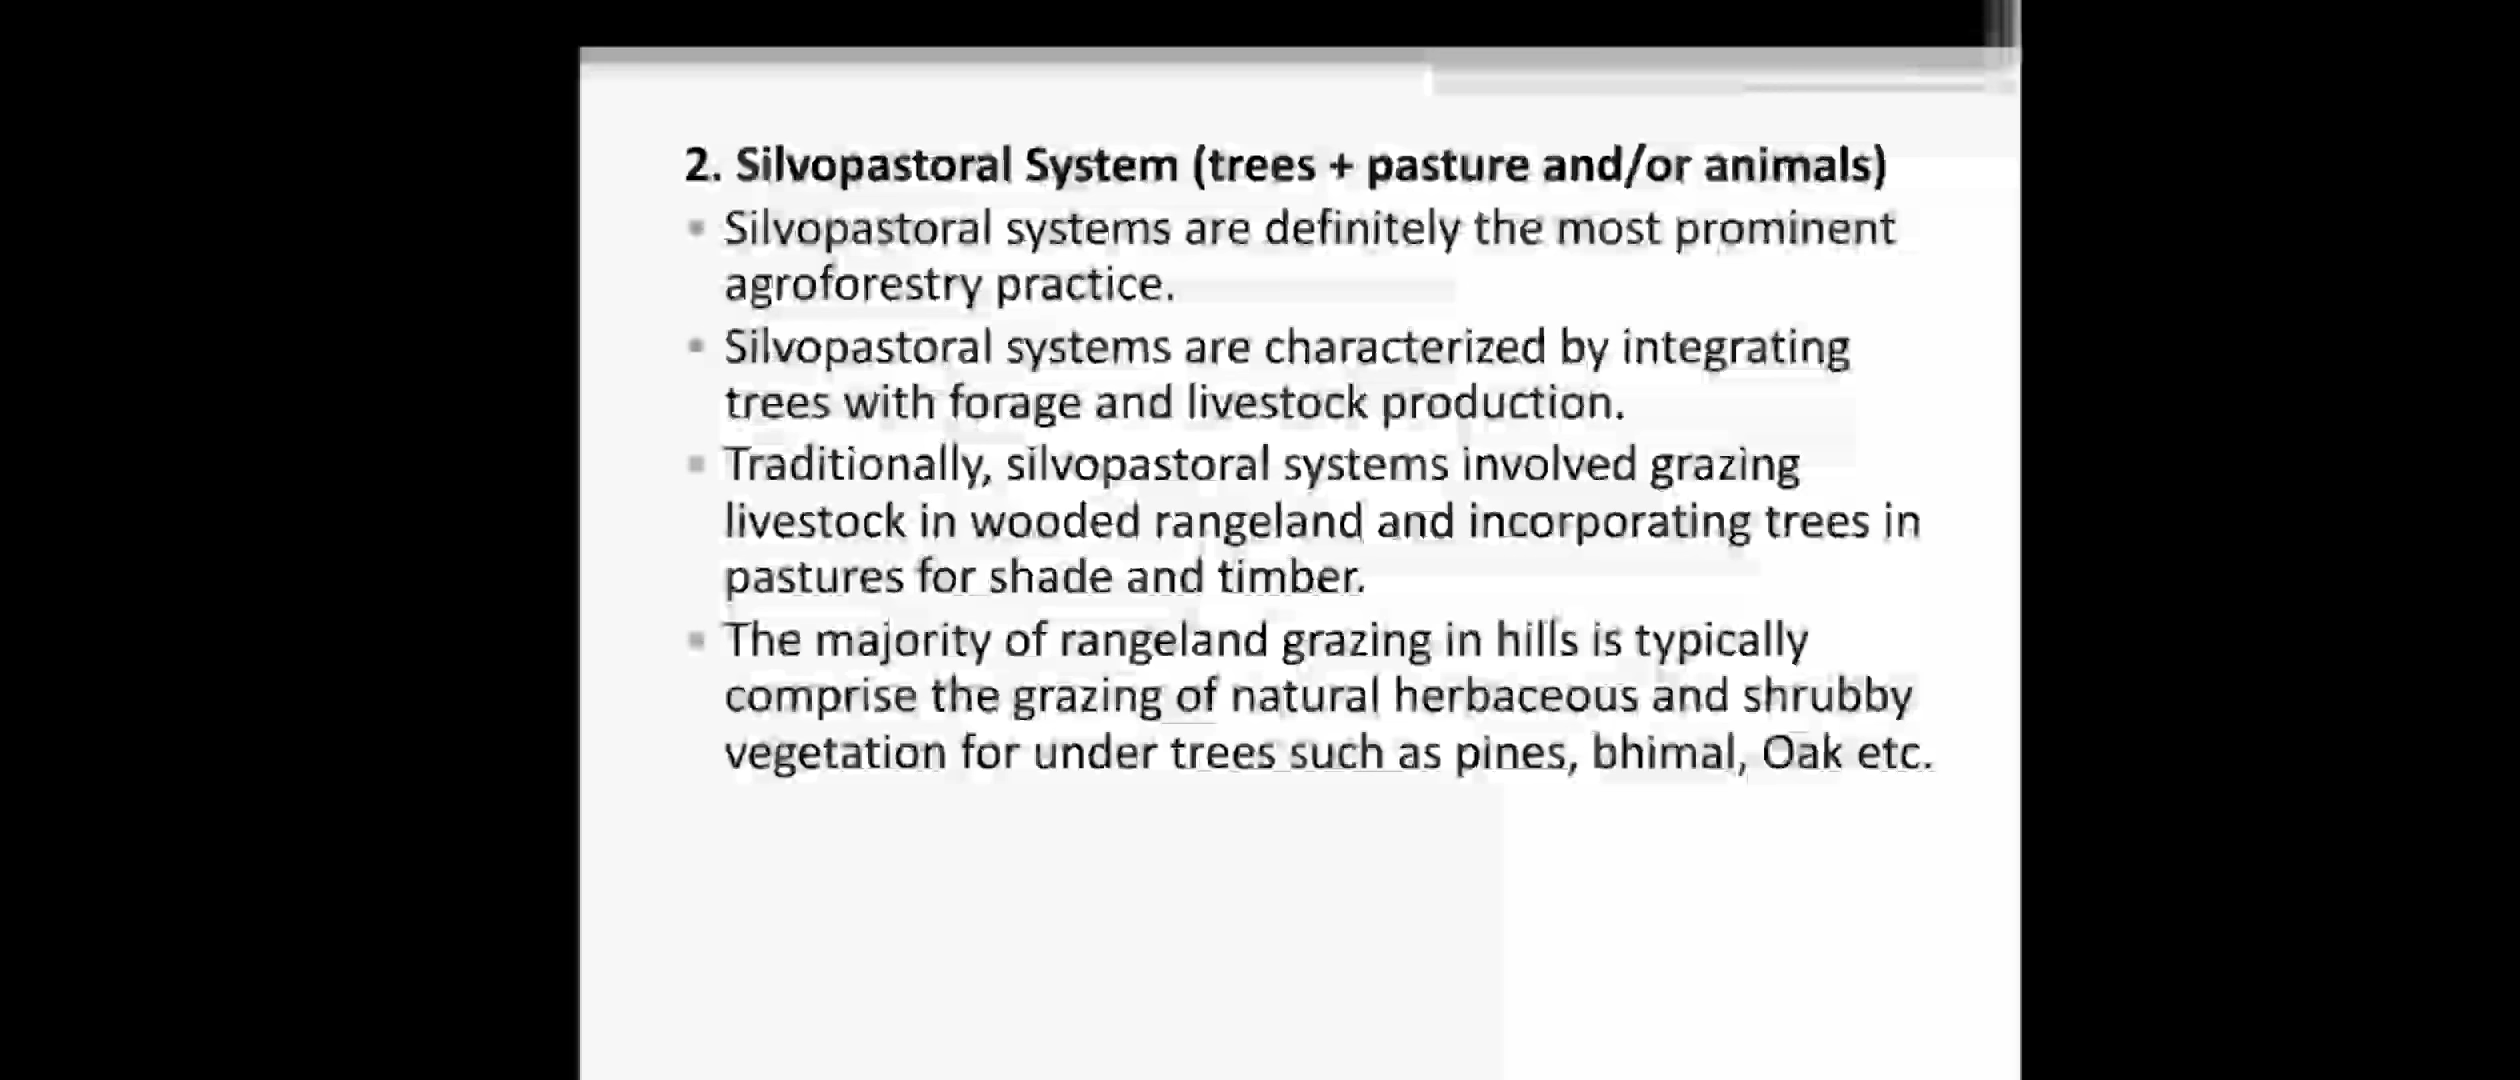 2. Silvopastoral System (trees + pasture and/or animals)
▪ Silvopastoral systems are definitely the most prominent
agroforestry practice.
▪ Silvopastoral systems are characterized by integrating
trees with forage and livestock production.
▪ Traditionally, silvopastoral systems involved grazing
livestock in wooded rangeland and incorporating trees in
pastures for shade and timber.
▪ The majority of rangeland grazing in hills is typically
comprise the grazing of natural herbaceous and shrubby
vegetation for under trees such as pines, bhimal, Oak etc.